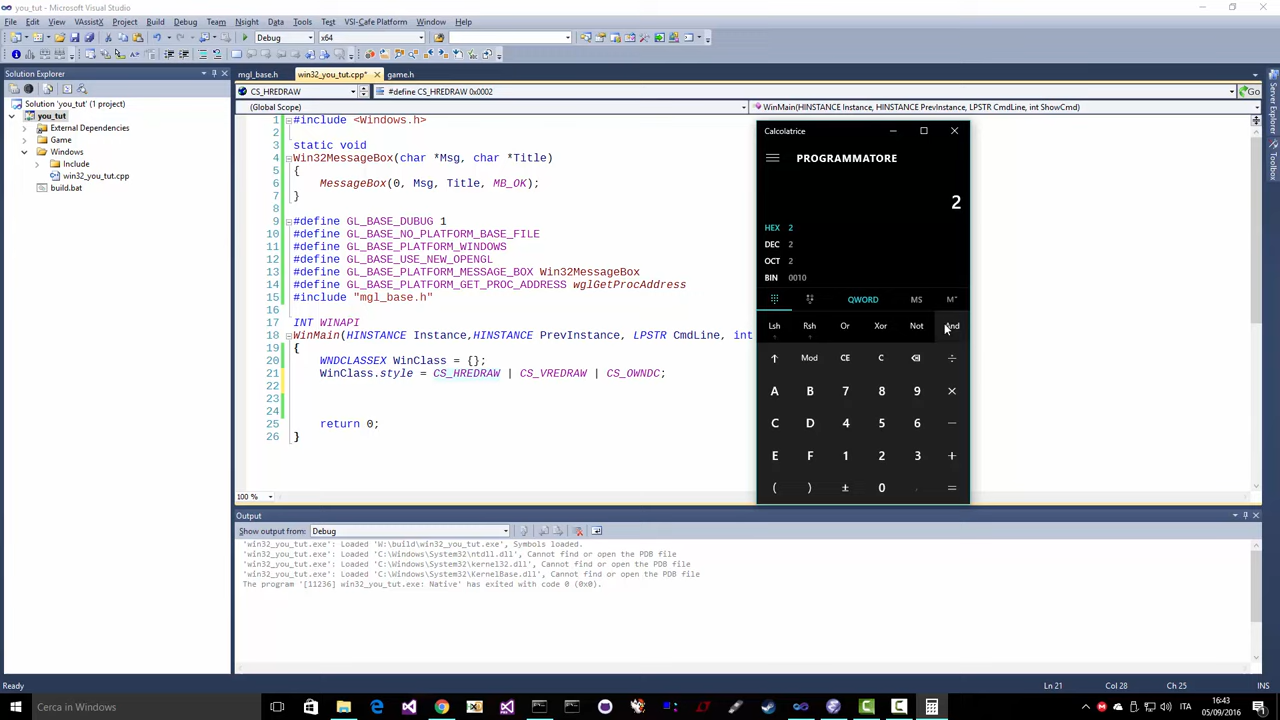 you_tut - Microsoft Visual Studio
File Edit View VAssistX Project Build Debug Team Nsight Data Tools Test VSI-Cafe Platform Window Help
Debug x64
Solution Explorer
mgl_base.h win32_you_tut.cpp* game.h
CS_HREDRAW #define CS_HREDRAW 0x0002 Go
(Global Scope) WinMain(HINSTANCE Instance, HINSTANCE PrevInstance, LPSTR CmdLine, int ShowCmd)
Solution 'you_tut' (1 project)
you_tut
External Dependencies
Game
Windows
Include
win32_you_tut.cpp
build.bat
1 #include <Windows.h>
2
3 static void
4 Win32MessageBox(char *Msg, char *Title)
5 {
6 MessageBox(0, Msg, Title, MB_OK);
7 }
8
9 #define GL_BASE_DUBUG 1
10 #define GL_BASE_NO_PLATFORM_BASE_FILE
11 #define GL_BASE_PLATFORM_WINDOWS
12 #define GL_BASE_USE_NEW_OPENGL
13 #define GL_BASE_PLATFORM_MESSAGE_BOX Win32MessageBox
14 #define GL_BASE_PLATFORM_GET_PROC_ADDRESS wglGetProcAddress
15 #include "mgl_base.h"
16
17 INT WINAPI
18 WinMain(HINSTANCE Instance,HINSTANCE PrevInstance, LPSTR CmdLine, int
19 {
20 WNDCLASSEX WinClass = {};
21 WinClass.style = CS_HREDRAW | CS_VREDRAW | CS_OWNDC;
22
23
24
25 return 0;
26 }
100 %
Calcolatrice
PROGRAMMATORE
2
HEX 2
DEC 2
OCT 2
BIN 0010
QWORD MS M
Lsh Rsh Or Xor Not And
Mod CE C ÷
A B 7 8 9 ×
C D 4 5 6 −
E F 1 2 3 +
( ) ± 0 , =
Server Explorer
Toolbox
Output
Show output from: Debug
'win32_you_tut.exe': Loaded 'W:\build\win32_you_tut.exe', Symbols loaded.
'win32_you_tut.exe': Loaded 'C:\Windows\System32\ntdll.dll', Cannot find or open the PDB file
'win32_you_tut.exe': Loaded 'C:\Windows\System32\kernel32.dll', Cannot find or open the PDB file
'win32_you_tut.exe': Loaded 'C:\Windows\System32\KernelBase.dll', Cannot find or open the PDB file
The program '[11236] win32_you_tut.exe: Native' has exited with code 0 (0x0).
Ready Ln 21 Col 28 Ch 25 INS
Cerca in Windows ITA 16:43
05/09/2016